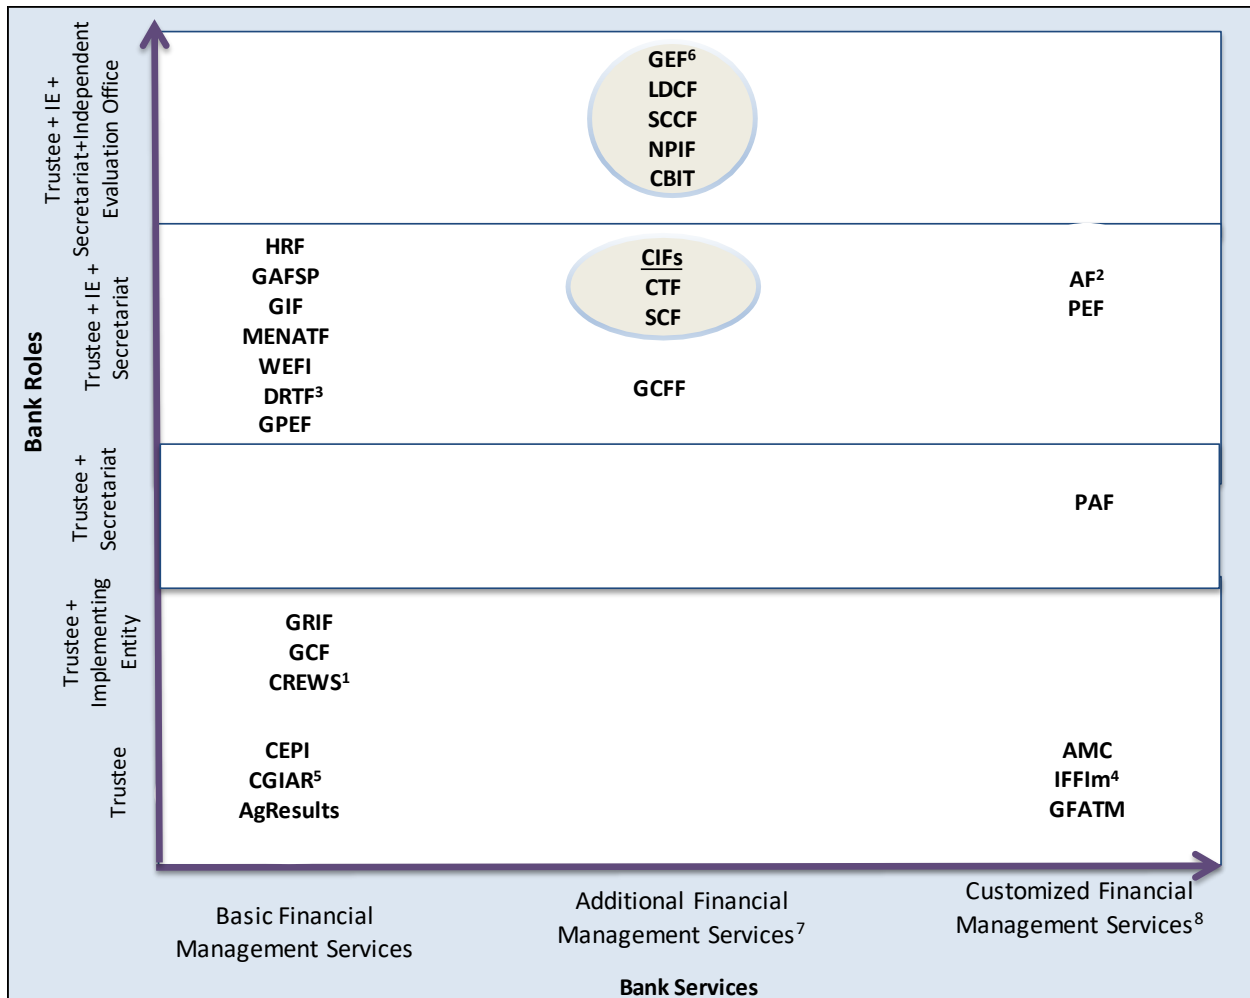 Bank Roles
Trustee + IE +
Secretariat+Independent
Evaluation Office
GEF⁶
LDCF
SCCF
NPIF
CBIT
Trustee + IE +
Secretariat
HRF
GAFSP
GIF
MENATF
WEFI
DRTF³
GPEF
CIFs
CTF
SCF
GCFF
AF²
PEF
Trustee +
Secretariat
PAF
Trustee +
Implementing
Entity
GRIF
GCF
CREWS¹
Trustee
CEPI
CGIAR⁵
AgResults
AMC
IFFIm⁴
GFATM
Basic Financial
Management Services
Additional Financial
Management Services⁷
Customized Financial
Management Services⁸
Bank Services